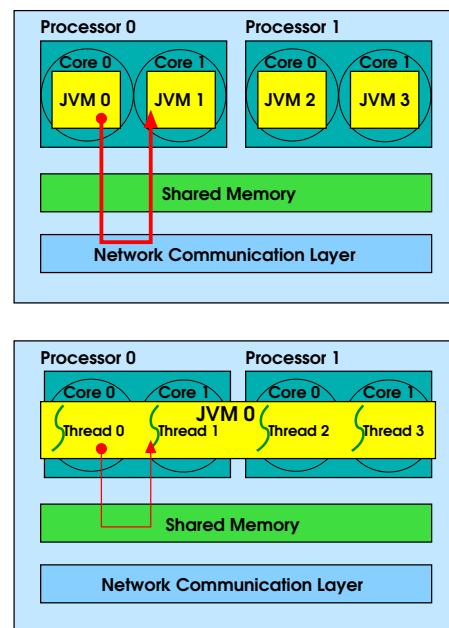 Processor 0 Processor 1
Core 0 Core 1 Core 0 Core 1
JVM 0 JVM 1 JVM 2 JVM 3
Shared Memory
Network Communication Layer
Processor 0 Processor 1
Core 0 Core 1 Core 0 Core 1
JVM 0
Thread 0 Thread 1 Thread 2 Thread 3
Shared Memory
Network Communication Layer